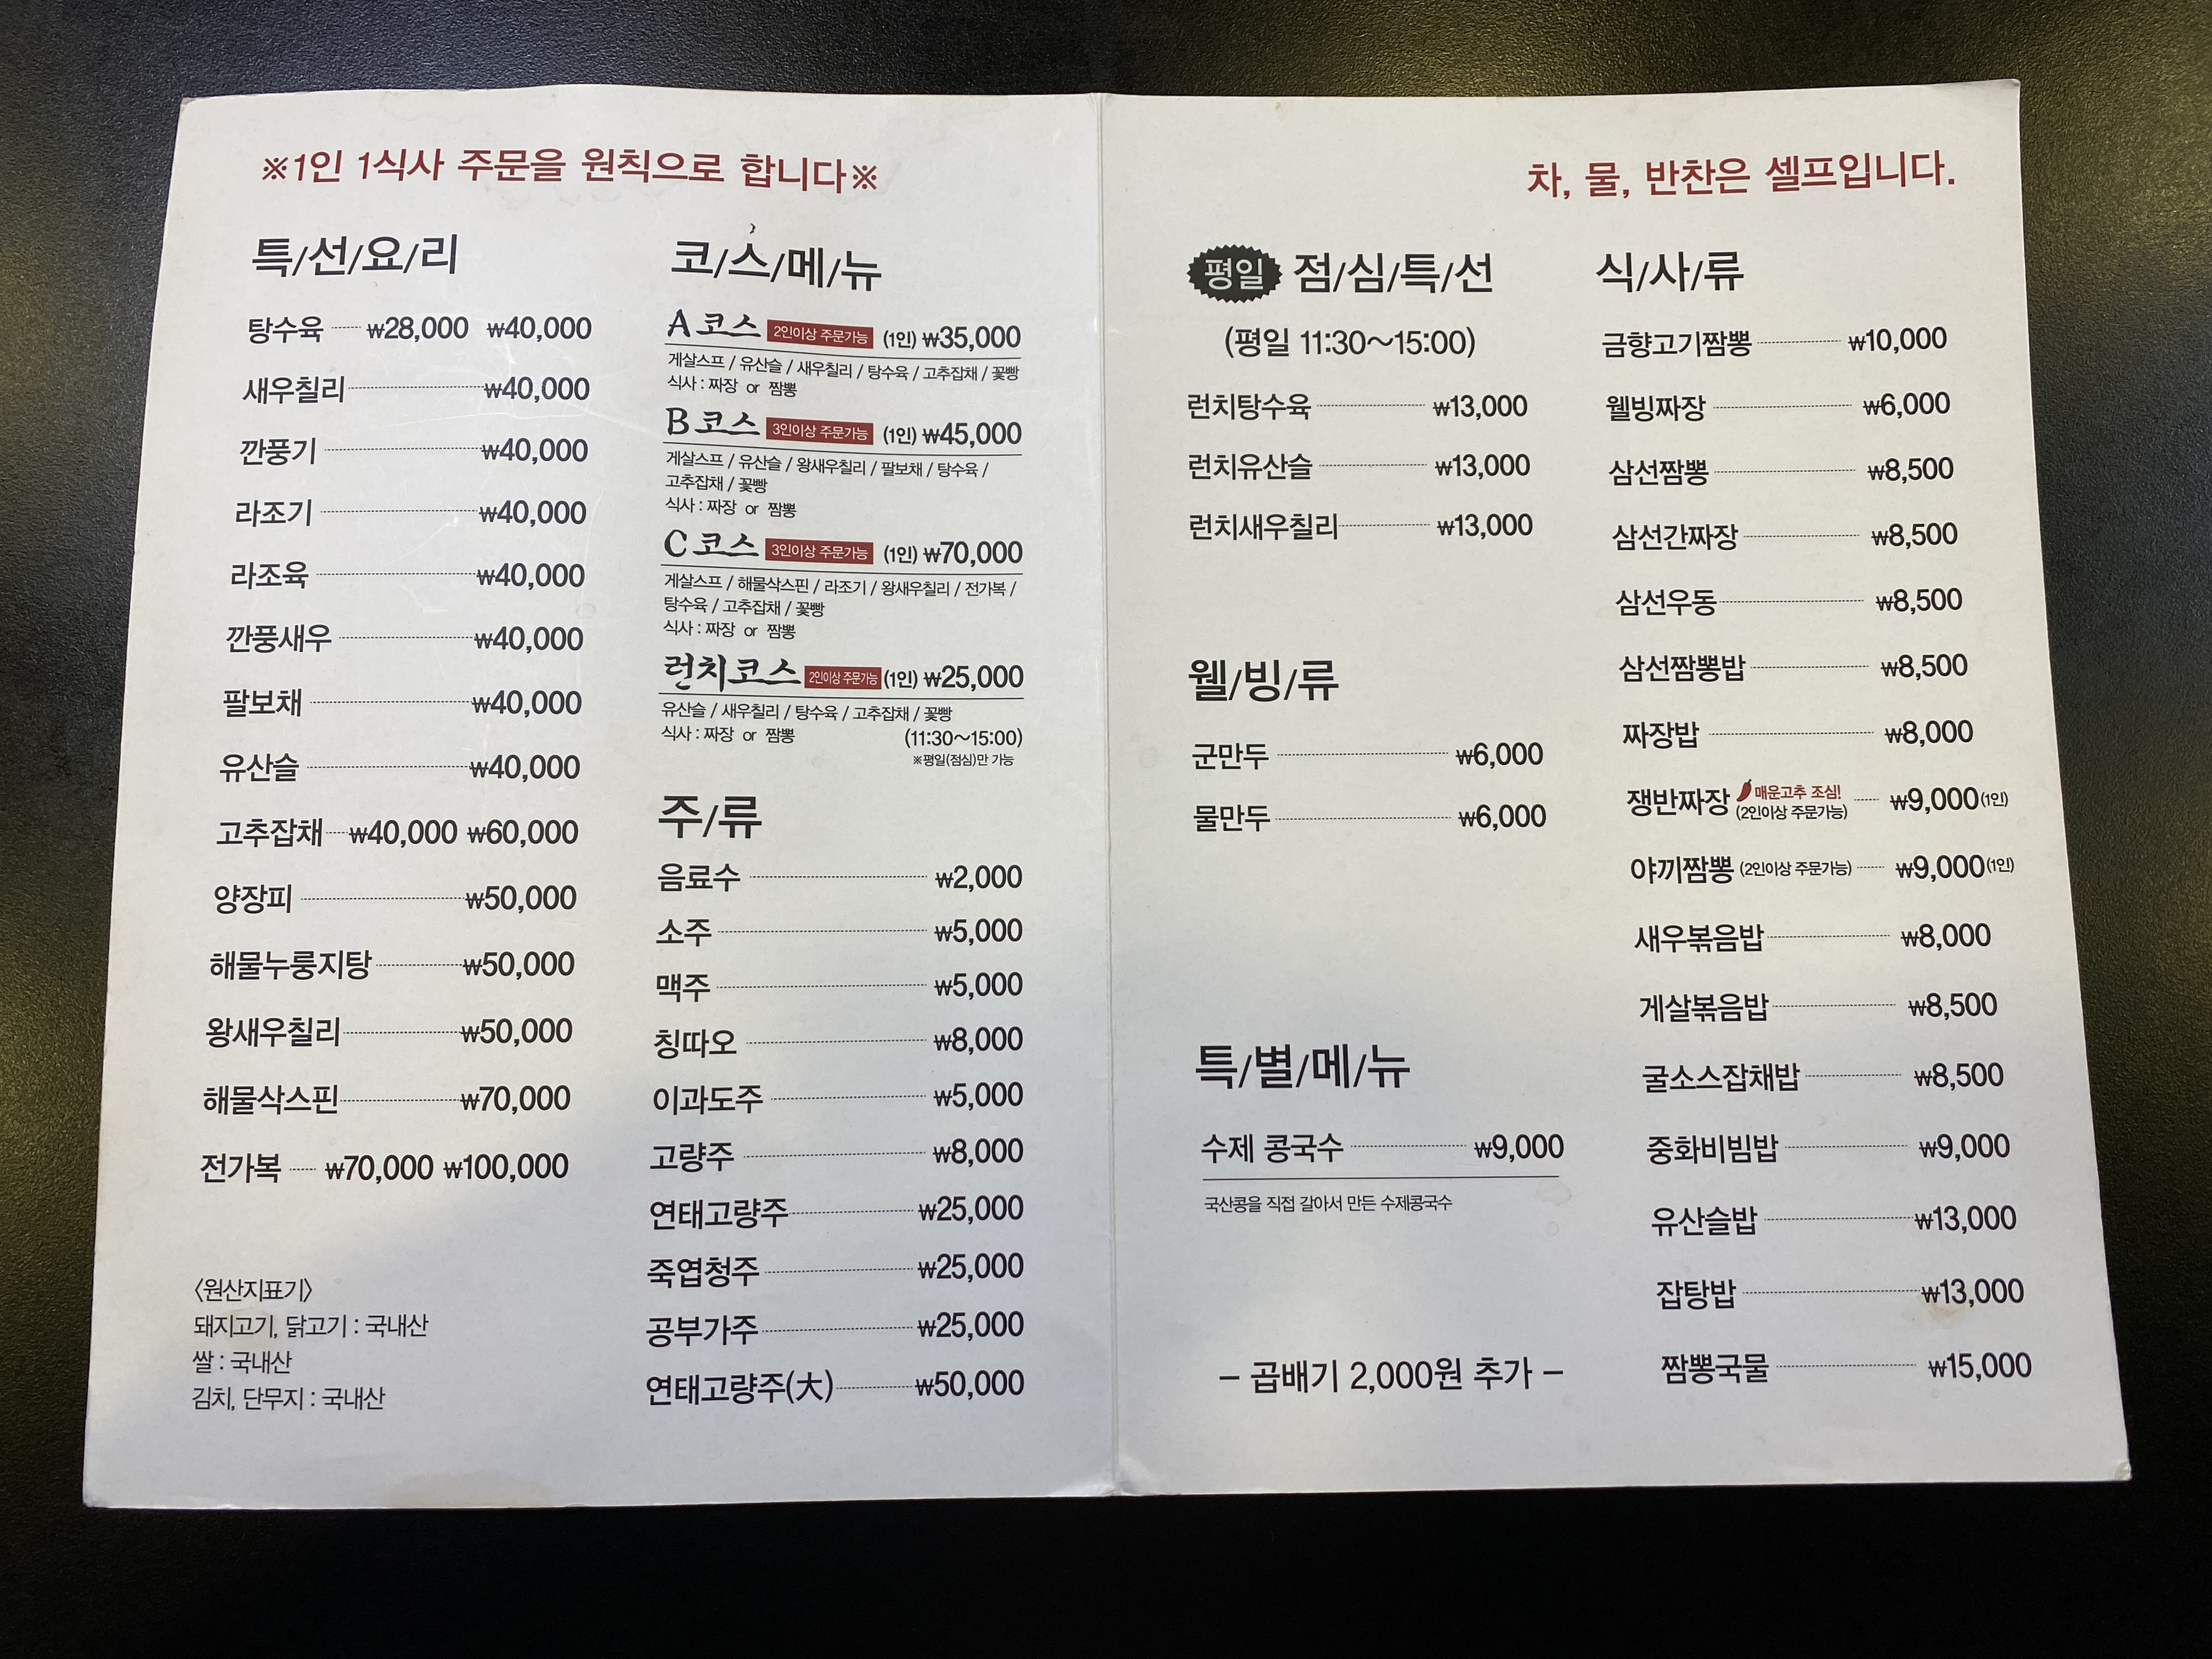 ※1인 1식사 주문을 원칙으로 합니다※
특/선/요/리
탕수육 ₩28,000 ₩40,000
새우칠리 ₩40,000
깐풍기 ₩40,000
라조기 ₩40,000
라조육 ₩40,000
깐풍새우 ₩40,000
팔보채 ₩40,000
유산슬 ₩40,000
고추잡채 ₩40,000 ₩60,000
양장피 ₩50,000
해물누룽지탕 ₩50,000
왕새우칠리 ₩50,000
해물삭스핀 ₩70,000
전가복 ₩70,000 ₩100,000
〈원산지표기〉
돼지고기, 닭고기 : 국내산
쌀 : 국내산
김치, 단무지 : 국내산
코/스/메/뉴
A코스 2인이상 주문가능 (1인) ₩35,000
게살스프 / 유산슬 / 새우칠리 / 탕수육 / 고추잡채 / 꽃빵
식사 : 짜장 or 짬뽕
B코스 3인이상 주문가능 (1인) ₩45,000
게살스프 / 유산슬 / 왕새우칠리 / 팔보채 / 탕수육 /
고추잡채 / 꽃빵
식사 : 짜장 or 짬뽕
C코스 3인이상 주문가능 (1인) ₩70,000
게살스프 / 해물삭스핀 / 라조기 / 왕새우칠리 / 전가복 /
탕수육 / 고추잡채 / 꽃빵
식사 : 짜장 or 짬뽕
런치코스 2인이상 주문가능 (1인) ₩25,000
유산슬 / 새우칠리 / 탕수육 / 고추잡채 / 꽃빵
식사 : 짜장 or 짬뽕 (11:30~15:00)
※평일(점심)만 가능
주/류
음료수 ₩2,000
소주 ₩5,000
맥주 ₩5,000
칭따오 ₩8,000
이과도주 ₩5,000
고량주 ₩8,000
연태고량주 ₩25,000
죽엽청주 ₩25,000
공부가주 ₩25,000
연태고량주(大) ₩50,000
차, 물, 반찬은 셀프입니다.
평일 점/심/특/선
(평일 11:30~15:00)
런치탕수육 ₩13,000
런치유산슬 ₩13,000
런치새우칠리 ₩13,000
웰/빙/류
군만두 ₩6,000
물만두 ₩6,000
특/별/메/뉴
수제 콩국수 ₩9,000
국산콩을 직접 갈아서 만든 수제콩국수
– 곱배기 2,000원 추가 –
식/사/류
금향고기짬뽕 ₩10,000
웰빙짜장 ₩6,000
삼선짬뽕 ₩8,500
삼선간짜장 ₩8,500
삼선우동 ₩8,500
삼선짬뽕밥 ₩8,500
짜장밥 ₩8,000
매운고추 조심!
쟁반짜장 (2인이상 주문가능) ₩9,000(1인)
야끼짬뽕 (2인이상 주문가능) ₩9,000(1인)
새우볶음밥 ₩8,000
게살볶음밥 ₩8,500
굴소스잡채밥 ₩8,500
중화비빔밥 ₩9,000
유산슬밥 ₩13,000
잡탕밥 ₩13,000
짬뽕국물 ₩15,000